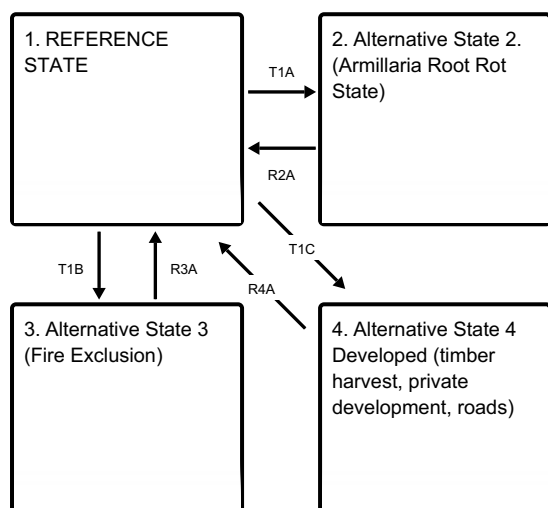 1. REFERENCE
STATE
2. Alternative State 2.
(Armillaria Root Rot
State)
T1A
R2A
T1C
T1B
R3A
R4A
3. Alternative State 3
(Fire Exclusion)
4. Alternative State 4
Developed (timber
harvest, private
development, roads)